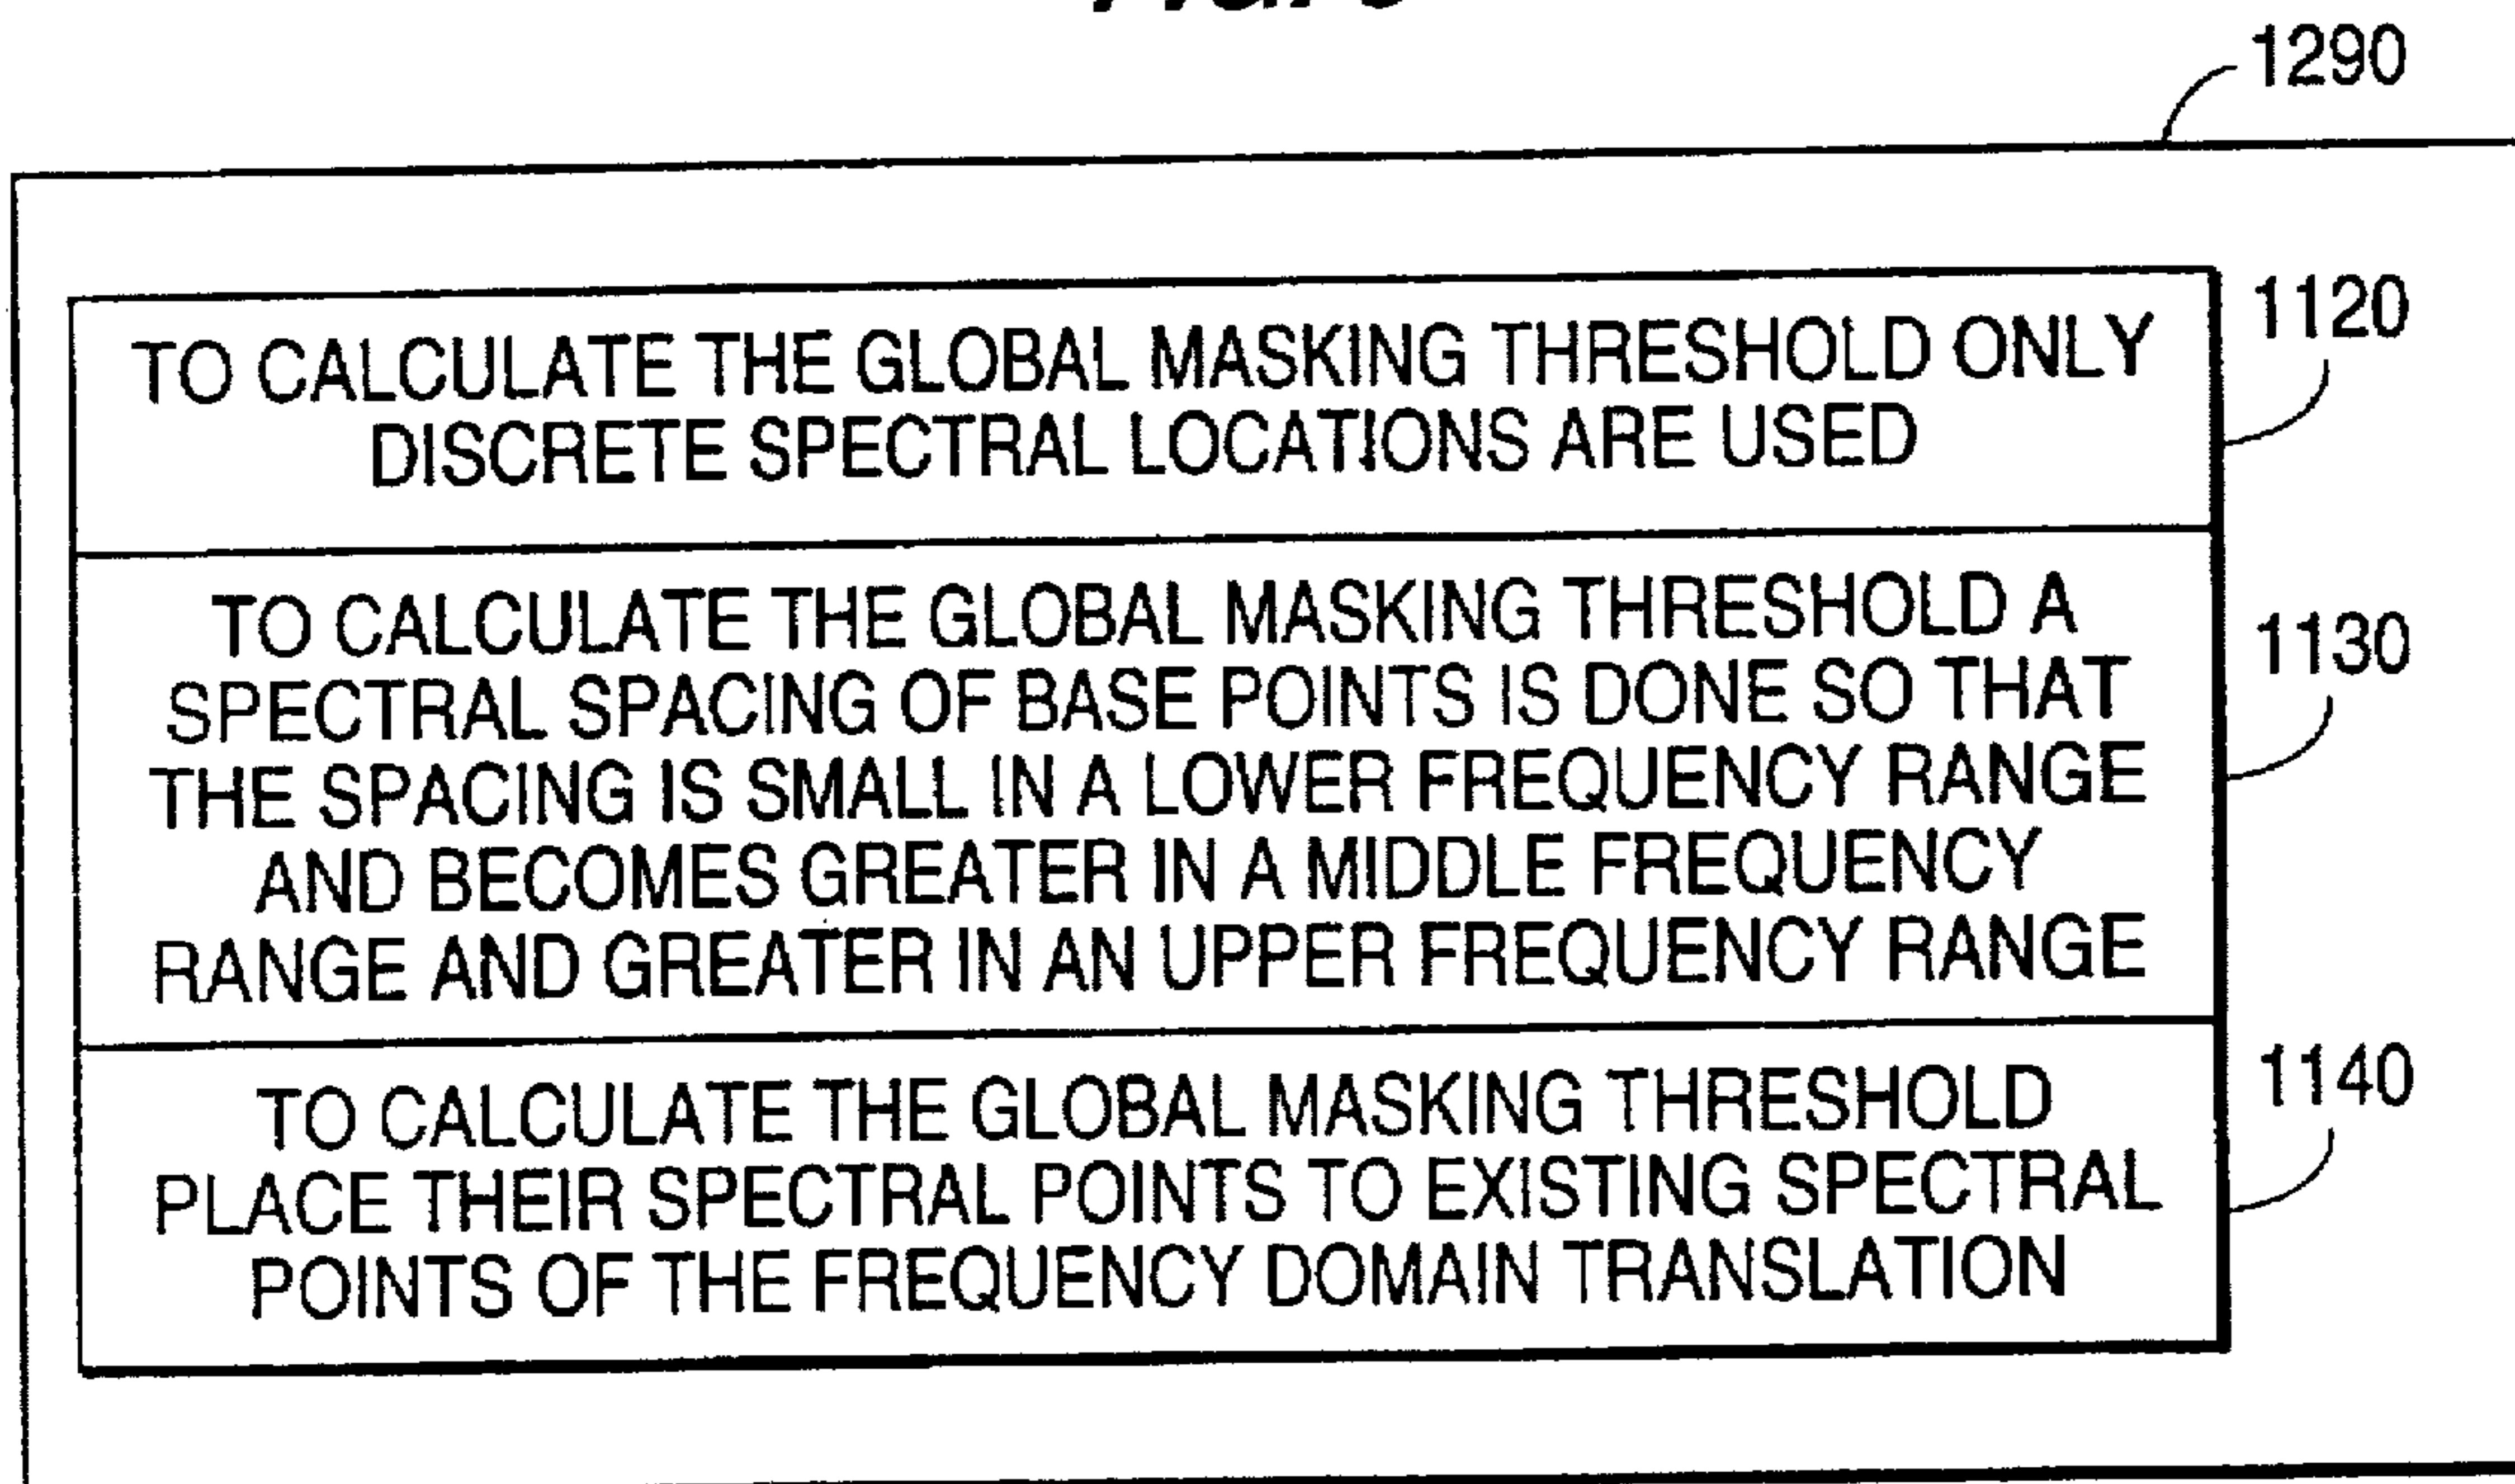 1290
TO CALCULATE THE GLOBAL MASKING THRESHOLD ONLY
DISCRETE SPECTRAL LOCATIONS ARE USED
1120
TO CALCULATE THE GLOBAL MASKING THRESHOLD A
SPECTRAL SPACING OF BASE POINTS IS DONE SO THAT
THE SPACING IS SMALL IN A LOWER FREQUENCY RANGE
AND BECOMES GREATER IN A MIDDLE FREQUENCY
RANGE AND GREATER IN AN UPPER FREQUENCY RANGE
1130
TO CALCULATE THE GLOBAL MASKING THRESHOLD
PLACE THEIR SPECTRAL POINTS TO EXISTING SPECTRAL
POINTS OF THE FREQUENCY DOMAIN TRANSLATION
1140